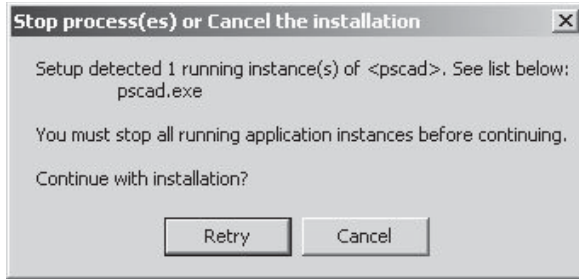 Stop process(es) or Cancel the installation
Setup detected 1 running instance(s) of <pscad>. See list below:
pscad.exe
You must stop all running application instances before continuing.
Continue with installation?
Retry
Cancel